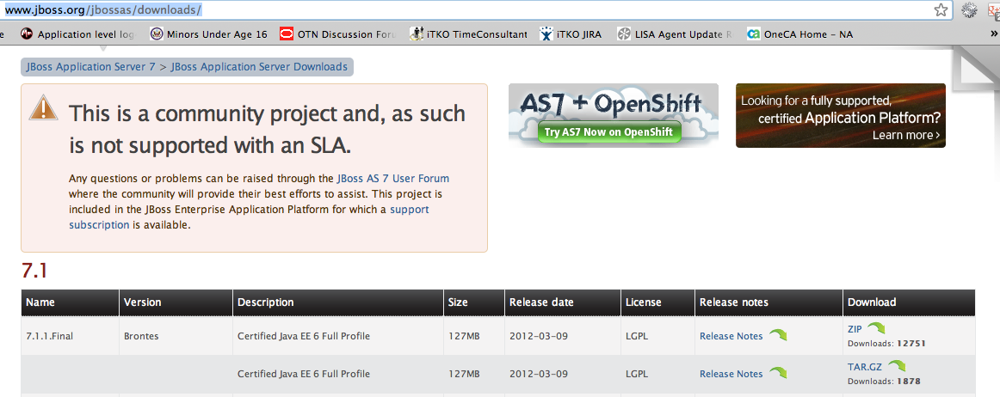 www.jboss.org/jbossas/downloads/
e Application level log Minors Under Age 16 OTN Discussion Foru iTKO TimeConsultant iTKO JIRA LISA Agent Update R OneCA Home – NA »
JBoss Application Server 7 > JBoss Application Server Downloads
This is a community project and, as such
is not supported with an SLA.
Any questions or problems can be raised through the JBoss AS 7 User Forum
where the community will provide their best efforts to assist. This project is
included in the JBoss Enterprise Application Platform for which a support
subscription is available.
AS7 + OpenShift
Try AS7 Now on OpenShift
Looking for a fully supported,
certified Application Platform?
Learn more >
7.1
Name Version Description Size Release date License Release notes Download
7.1.1.Final Brontes Certified Java EE 6 Full Profile 127MB 2012-03-09 LGPL Release Notes ZIP
Downloads: 12751
Certified Java EE 6 Full Profile 127MB 2012-03-09 LGPL Release Notes TAR.GZ
Downloads: 1878